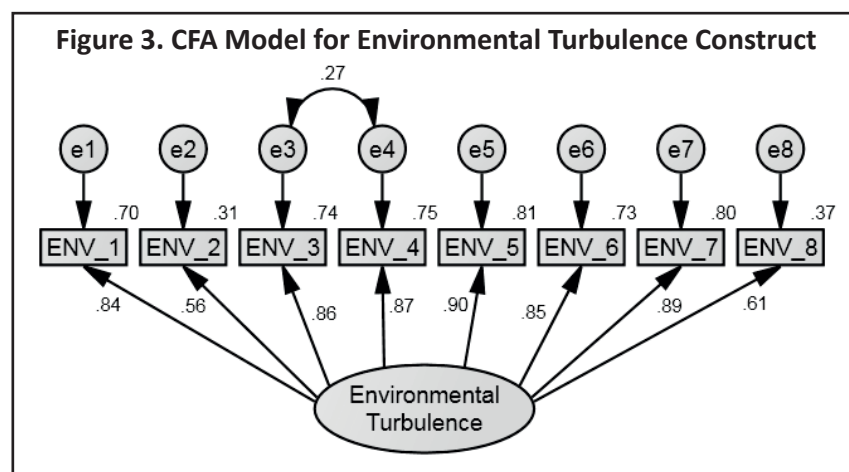 Figure 3. CFA Model for Environmental Turbulence Construct
.27
e1 e2 e3 e4 e5 e6 e7 e8
.70 .31 .74 .75 .81 .73 .80 .37
ENV_1 ENV_2 ENV_3 ENV_4 ENV_5 ENV_6 ENV_7 ENV_8
.84 .56 .86 .87 .90 .85 .89 .61
Environmental
Turbulence